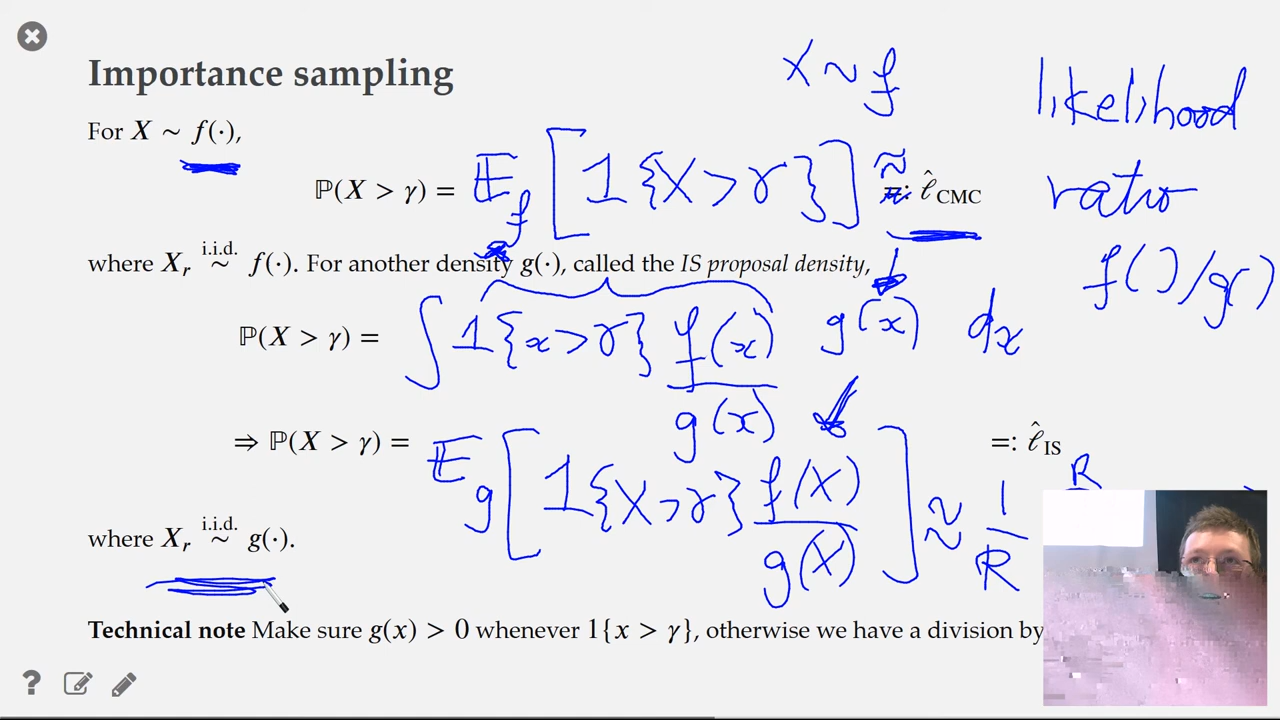 Importance sampling
X ~ f
likelihood
ratio
f( )/g( )
For X ∼ f(·),
ℙ(X > γ) = 𝔼_f [1{X > γ}] ≈ =: ℓ̂_CMC
where X_r i.i.d. ∼ f(·). For another density g(·), called the IS proposal density,
ℙ(X > γ) = ∫ 1{x > γ} f(x)/g(x) g(x) dx
⇒ ℙ(X > γ) = 𝔼_g [1{X > γ} f(X)/g(X)] ≈ 1/R R =: ℓ̂_IS
where X_r i.i.d. ∼ g(·).
Technical note Make sure g(x) > 0 whenever 1{x > γ}, otherwise we have a division by
?